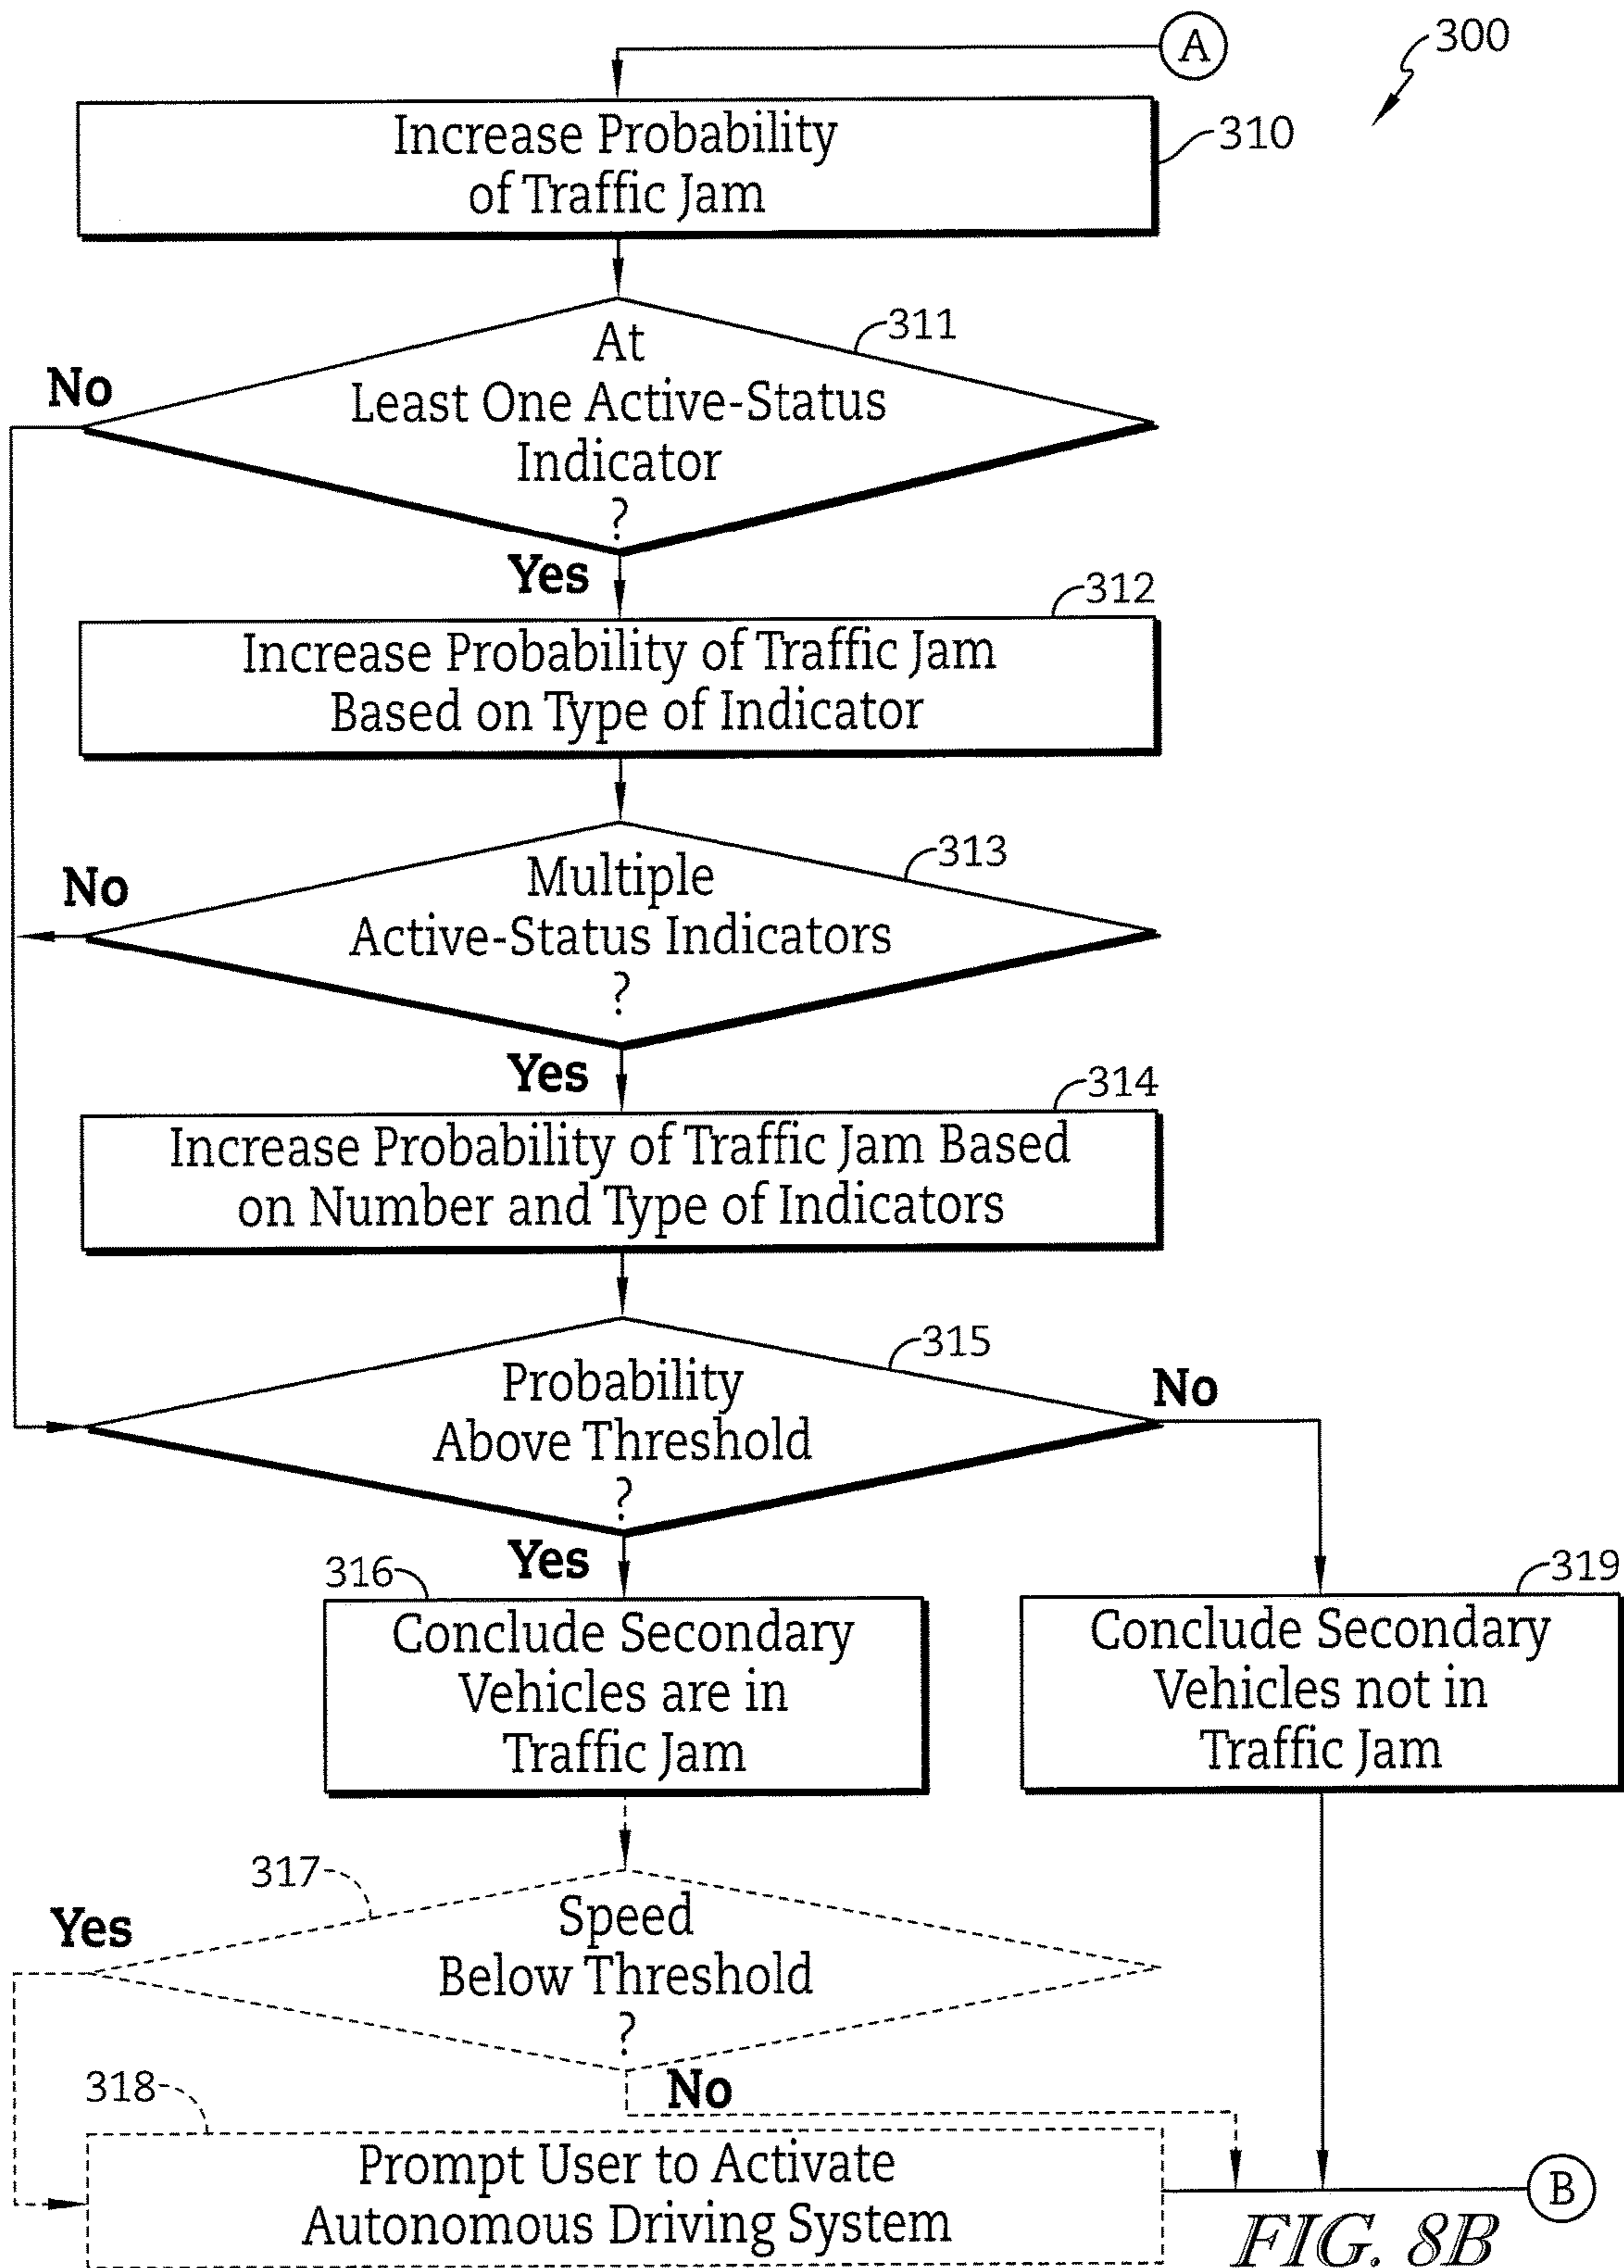 A
300
Increase Probability
of Traffic Jam
310
At
Least One Active-Status
Indicator
?
311
No
Yes
312
Increase Probability of Traffic Jam
Based on Type of Indicator
313
Multiple
Active-Status Indicators
?
No
Yes
314
Increase Probability of Traffic Jam Based
on Number and Type of Indicators
315
Probability
Above Threshold
?
No
Yes
316
Conclude Secondary
Vehicles are in
Traffic Jam
319
Conclude Secondary
Vehicles not in
Traffic Jam
317
Speed
Below Threshold
?
Yes
No
318
Prompt User to Activate
Autonomous Driving System
B
FIG. 8B